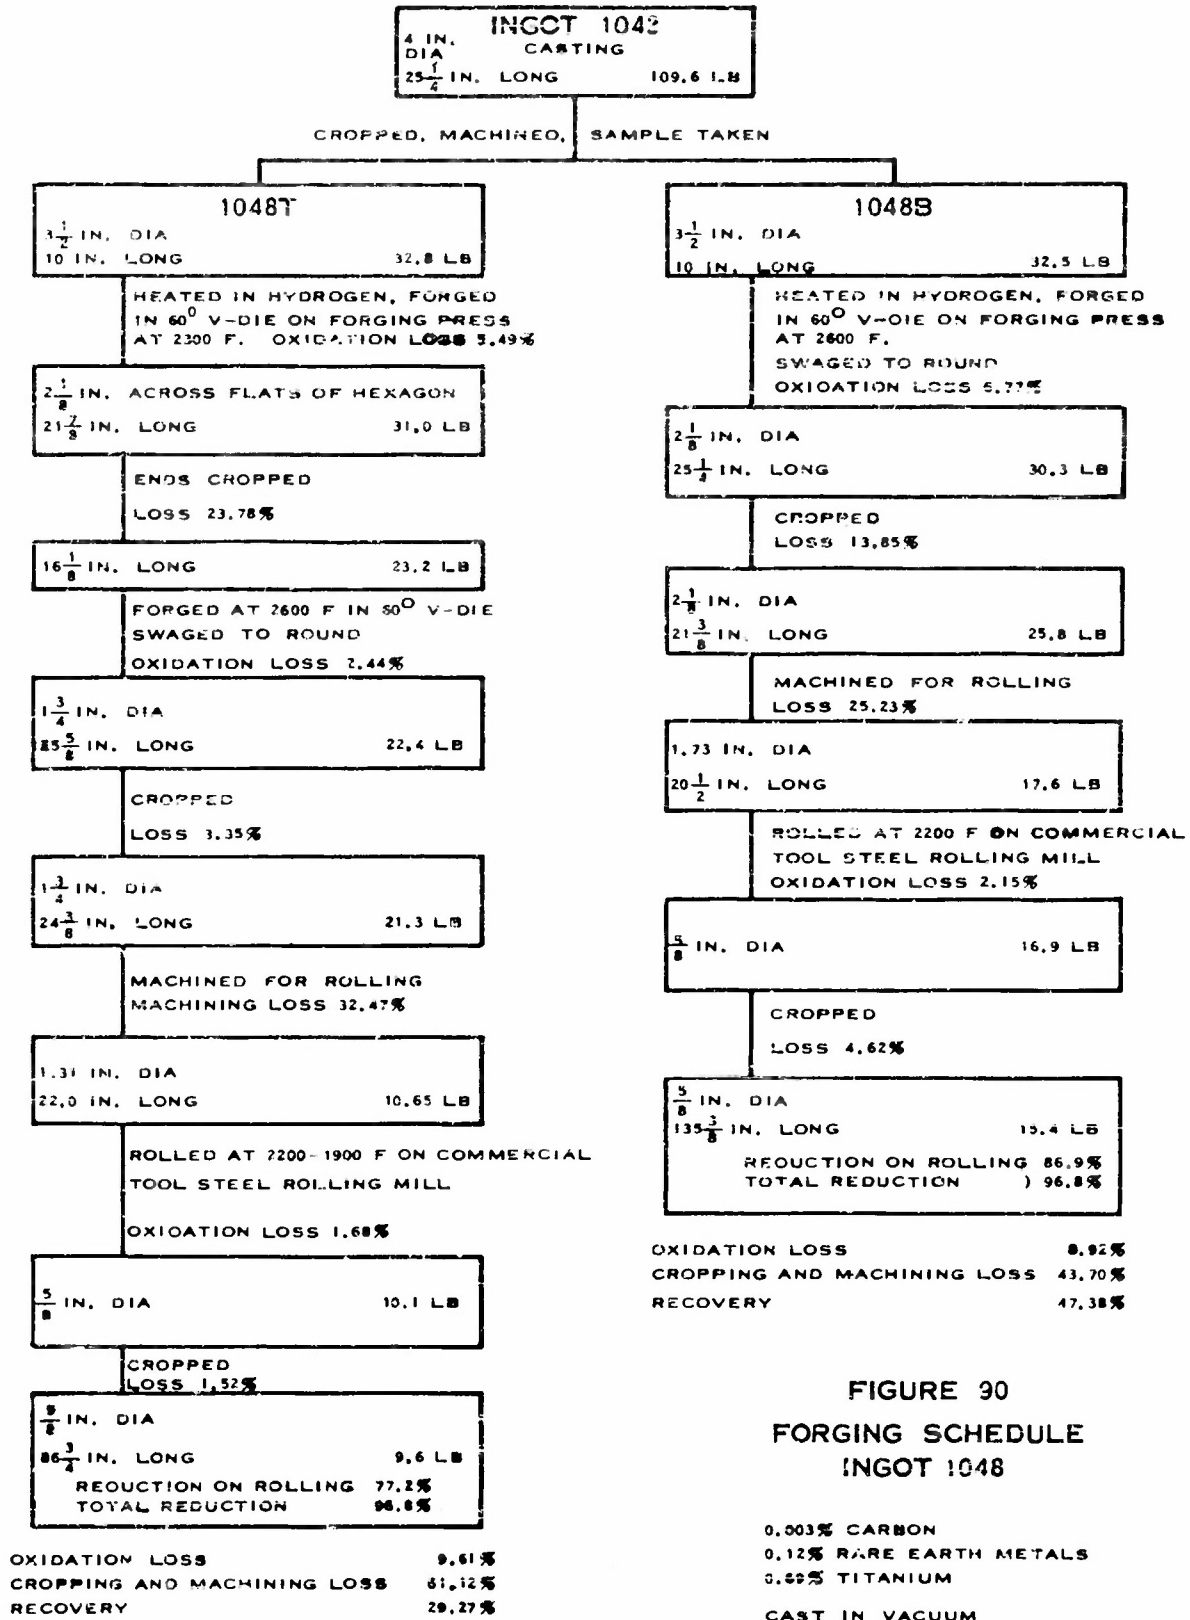 INGOT 1048
4 IN.
DIA
CASTING
25 1/4 IN. LONG 109.6 LB
CROPPED, MACHINED, SAMPLE TAKEN
1048T
3 1/2 IN. DIA
10 IN. LONG 32.8 LB
HEATED IN HYDROGEN, FORGED
IN 60° V-DIE ON FORGING PRESS
AT 2300 F. OXIDATION LOSS 5.49%
2 1/8 IN. ACROSS FLATS OF HEXAGON
21 7/8 IN. LONG 31.0 LB
ENDS CROPPED
LOSS 23.78%
16 1/8 IN. LONG 23.2 LB
FORGED AT 2600 F IN 60° V-DIE
SWAGED TO ROUND
OXIDATION LOSS 2.44%
1 3/4 IN. DIA
25 5/8 IN. LONG 22.4 LB
CROPPED
LOSS 3.35%
1 3/4 IN. DIA
24 3/8 IN. LONG 21.3 LB
MACHINED FOR ROLLING
MACHINING LOSS 32.47%
1.31 IN. DIA
22.0 IN. LONG 10.65 LB
ROLLED AT 2200-1900 F ON COMMERCIAL
TOOL STEEL ROLLING MILL
OXIDATION LOSS 1.68%
5/8 IN. DIA 10.1 LB
CROPPED
LOSS 1.52%
5/8 IN. DIA
86 3/4 IN. LONG 9.6 LB
REDUCTION ON ROLLING 77.2%
TOTAL REDUCTION 96.8%
OXIDATION LOSS 9.61%
CROPPING AND MACHINING LOSS 61.12%
RECOVERY 29.27%
1048B
3 1/2 IN. DIA
10 IN. LONG 32.5 LB
HEATED IN HYDROGEN, FORGED
IN 60° V-DIE ON FORGING PRESS
AT 2600 F.
SWAGED TO ROUND
OXIDATION LOSS 6.77%
2 1/8 IN. DIA
25 1/4 IN. LONG 30.3 LB
CROPPED
LOSS 13.85%
2 1/8 IN. DIA
21 3/8 IN. LONG 25.8 LB
MACHINED FOR ROLLING
LOSS 25.23%
1.73 IN. DIA
20 1/2 IN. LONG 17.6 LB
ROLLED AT 2200 F ON COMMERCIAL
TOOL STEEL ROLLING MILL
OXIDATION LOSS 2.15%
5/8 IN. DIA 16.9 LB
CROPPED
LOSS 4.62%
5/8 IN. DIA
135 3/8 IN. LONG 15.4 LB
REDUCTION ON ROLLING 86.9%
TOTAL REDUCTION ) 96.8%
OXIDATION LOSS 8.92%
CROPPING AND MACHINING LOSS 43.70%
RECOVERY 47.38%
FIGURE 90
FORGING SCHEDULE
INGOT 1048
0.003% CARBON
0.12% RARE EARTH METALS
TITANIUM
CAST IN VACUUM